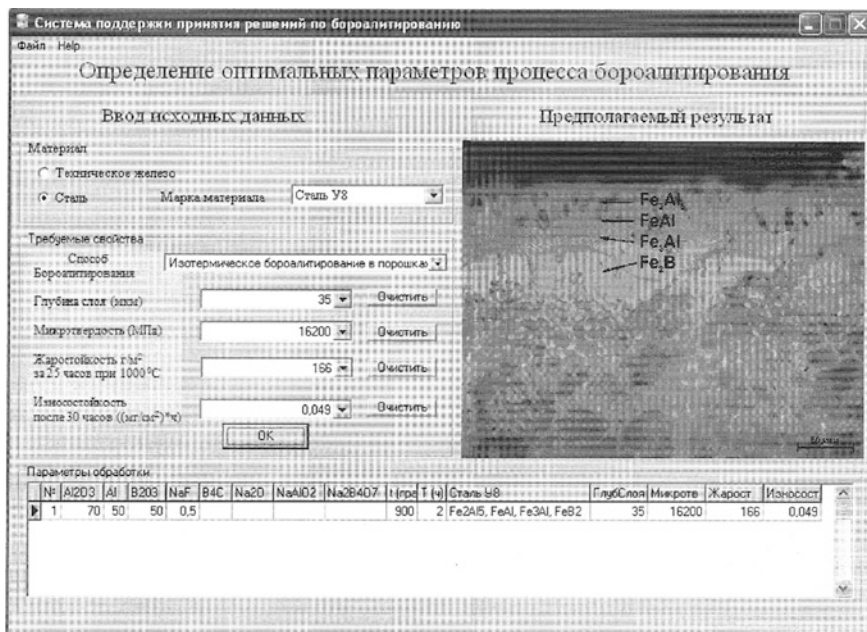 Система поддержки принятия решений по бороалитированию
Файл Help
Определение оптимальных параметров процесса бороалитирования
Ввод исходных данных
Предполагаемый результат
Материал
Техническое железо
Сталь
Марка материала
Сталь У8
Требуемые свойства
Способ
Бороалитирования
Изотермическое бороалитирование в порошках
Глубина слоя (мкм)
35
Очистить
Микротвердость (МПа)
16200
Очистить
Жаростойкость г/м²
за 25 часов при 1000 ⁰С
166
Очистить
Износостойкость
после 30 часов ((мг/см²)*ч)
0,049
Очистить
OK
Fe₂Al₅
FeAl
Fe₃Al
Fe₂B
Параметры обработки
№ Al2O3 Al B2O3 NaF B4C Na2O NaAlO2 Na2B4O7 t (гра T (ч) Сталь У8 ГлубСлоя Микротв Жарост Износост
1 70 50 50 0,5 900 2 Fe2Al5, FeAl, Fe3Al, FeB2 35 16200 166 0,049